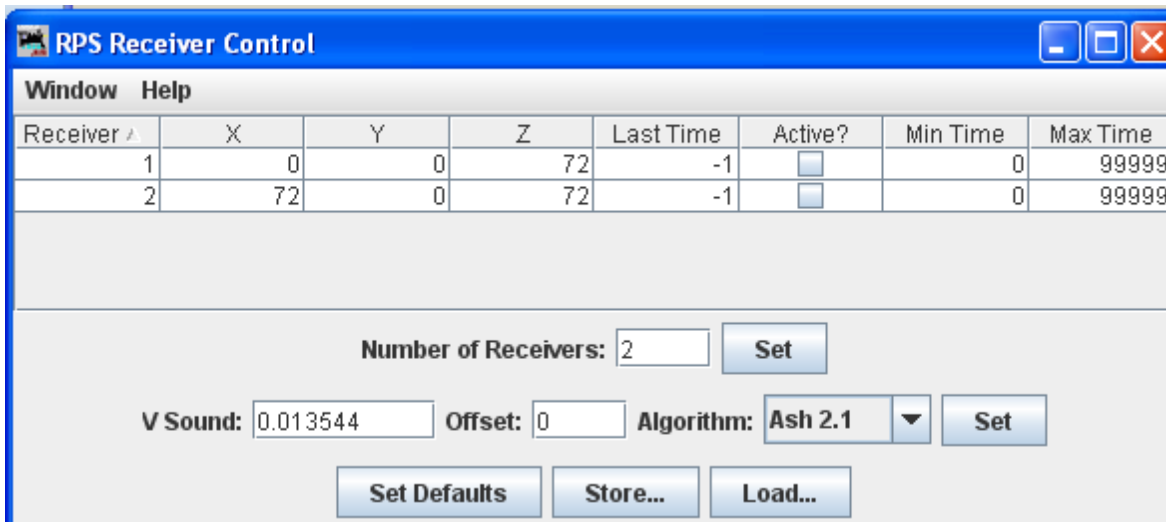 RPS Receiver Control
Window Help
Receiver X Y Z Last Time Active? Min Time Max Time
1 0 0 72 -1 0 99999
2 72 0 72 -1 0 99999
Number of Receivers: 2 Set
V Sound: 0.013544 Offset: 0 Algorithm: Ash 2.1 Set
Set Defaults Store... Load...